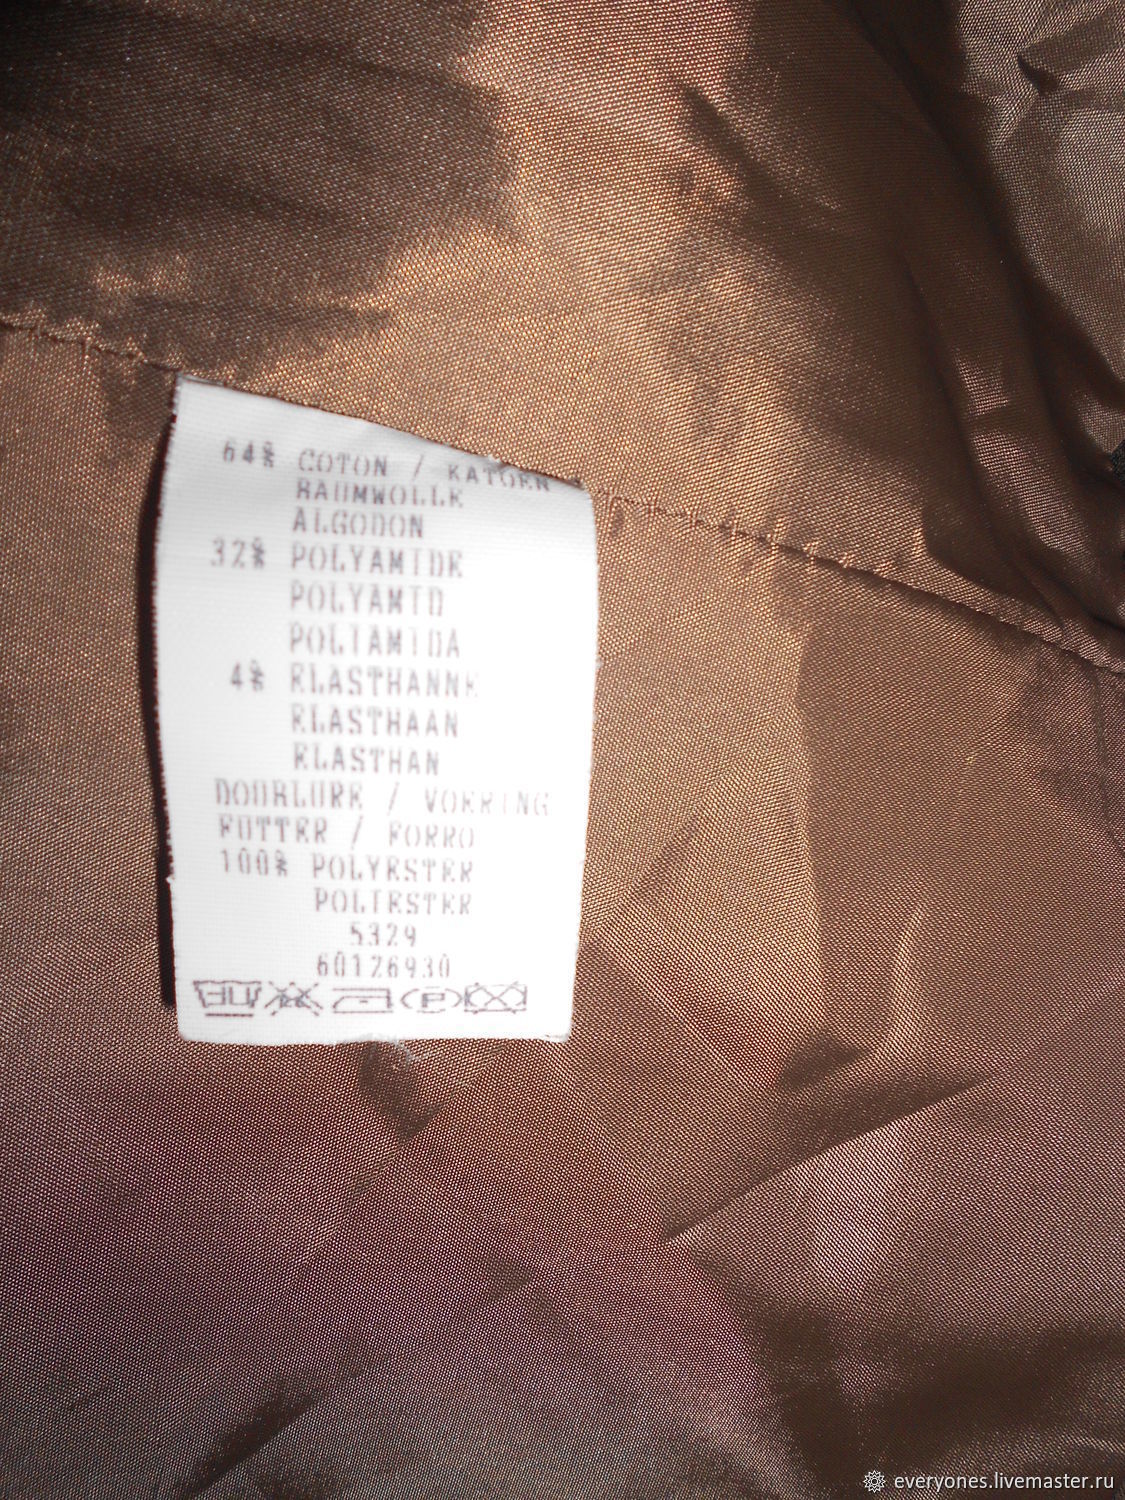 64% COTON / KATOEN
BAUMWOLLE
ALGODON
32% POLYAMIDE
POLYAMID
POLIAMIDA
4% ELASTHANNE
ELASTHAAN
ELASTHAN
DOUBLURE / VOERING
FUTTER / FORRO
100% POLYESTER
POLIESTER
5329
60126930
everyones.livemaster.ru